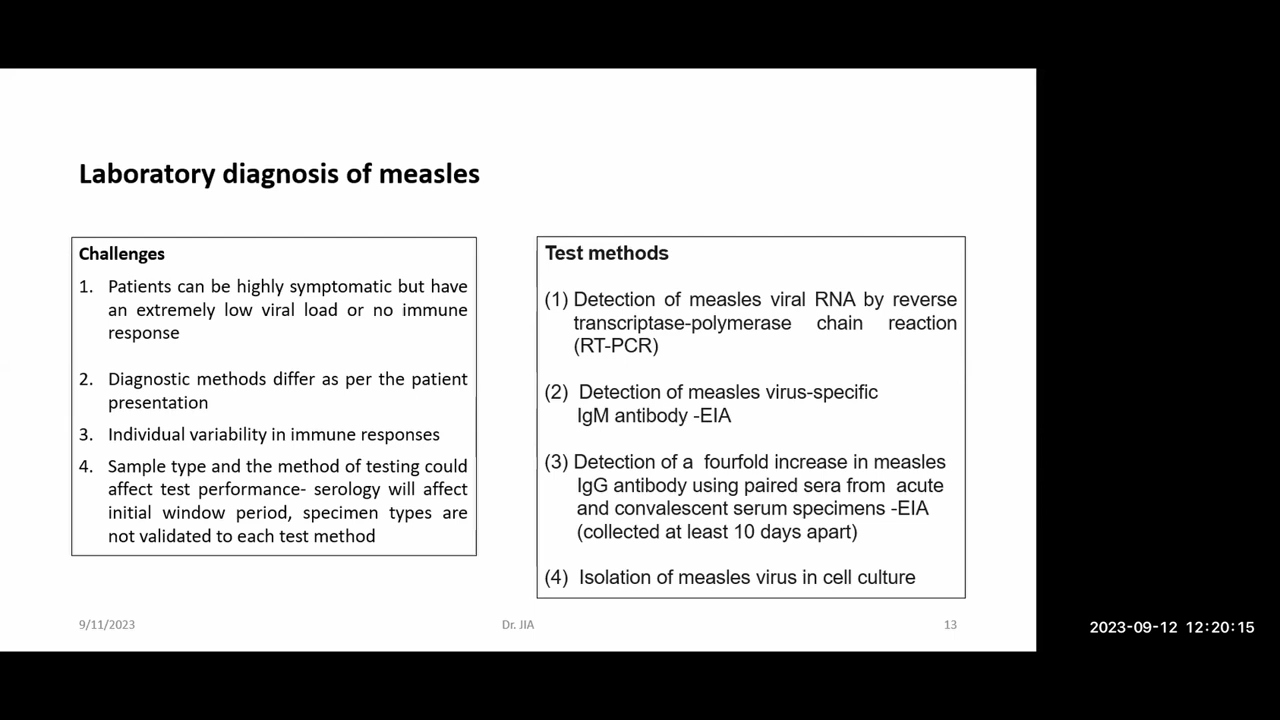 Laboratory diagnosis of measles
Challenges
1. Patients can be highly symptomatic but have
an extremely low viral load or no immune
response
2. Diagnostic methods differ as per the patient
presentation
3. Individual variability in immune responses
4. Sample type and the method of testing could
affect test performance- serology will affect
initial window period, specimen types are
not validated to each test method
Test methods
(1) Detection of measles viral RNA by reverse
transcriptase-polymerase chain reaction
(RT-PCR)
(2) Detection of measles virus-specific
IgM antibody -EIA
(3) Detection of a fourfold increase in measles
IgG antibody using paired sera from acute
and convalescent serum specimens -EIA
(collected at least 10 days apart)
(4) Isolation of measles virus in cell culture
9/11/2023
Dr. JIA
13
2023-09-12 12:20:15